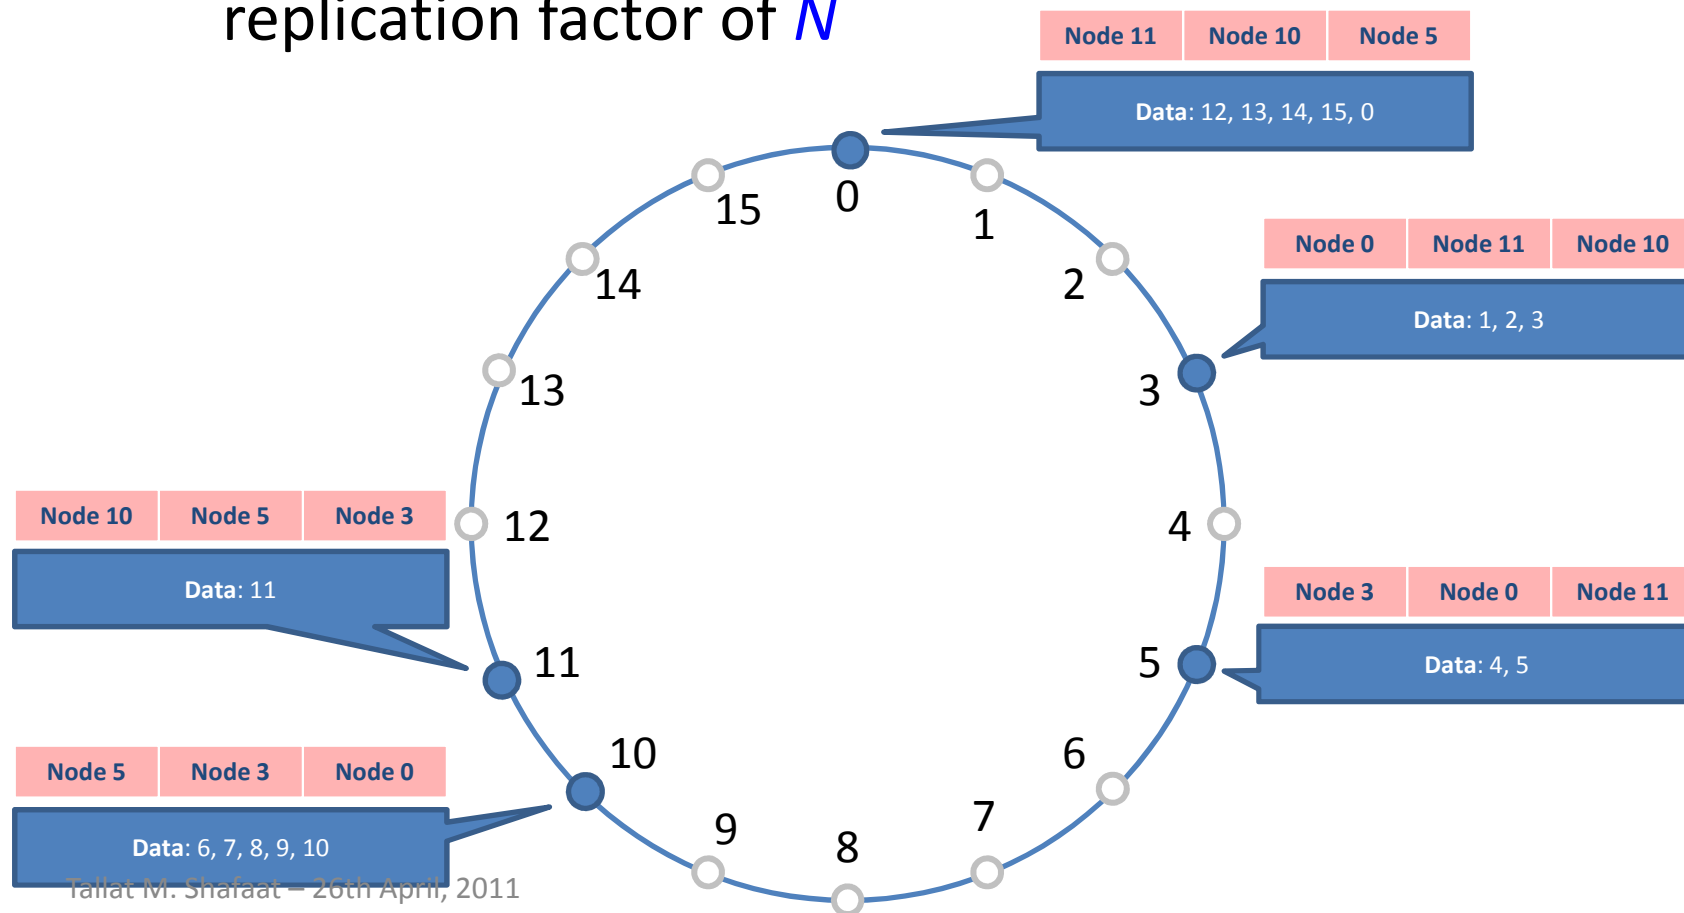 replication factor of N
Node 11 Node 10 Node 5
Data: 12, 13, 14, 15, 0
0
15
1
14
2
Node 0 Node 11 Node 10
Data: 1, 2, 3
13
3
Node 10 Node 5 Node 3
Data: 11
12
4
Node 3 Node 0 Node 11
Data: 4, 5
11
5
10
6
Node 5 Node 3 Node 0
Data: 6, 7, 8, 9, 10
9
8
7
Tallat M. Shafaat – 26th April, 2011